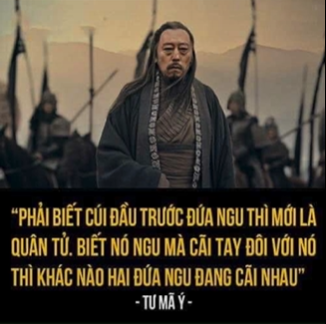 “PHẢI BIẾT CÚI ĐẦU TRƯỚC ĐỨA NGU THÌ MỚI LÀ
QUÂN TỬ. BIẾT NÓ NGU MÀ CÃI TAY ĐÔI VỚI NÓ
THÌ KHÁC NÀO HAI ĐỨA NGU ĐANG CÃI NHAU”
- TƯ MÃ Ý -